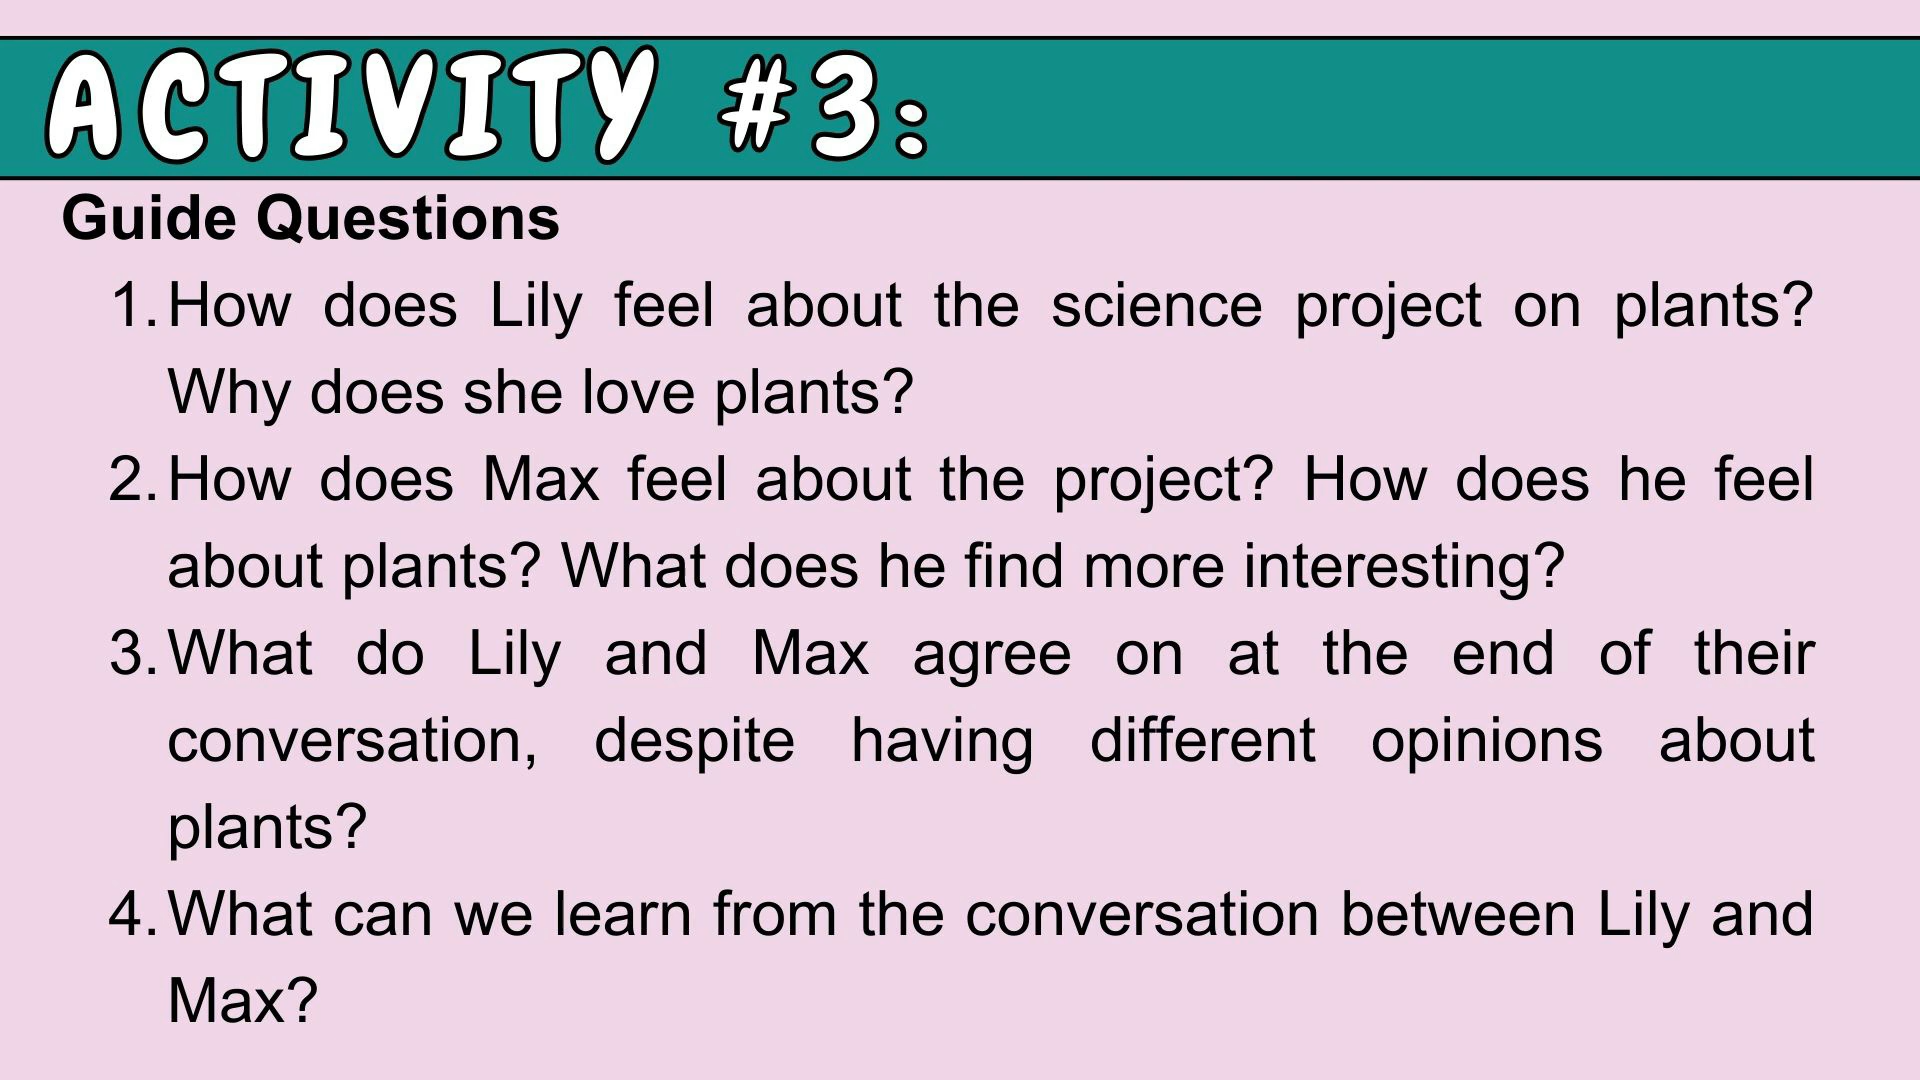 ACTIVITY #3:
Guide Questions
1. How does Lily feel about the science project on plants?
Why does she love plants?
2. How does Max feel about the project? How does he feel
about plants? What does he find more interesting?
3. What do Lily and Max agree on at the end of their
conversation, despite having different opinions about
plants?
4. What can we learn from the conversation between Lily and
Max?